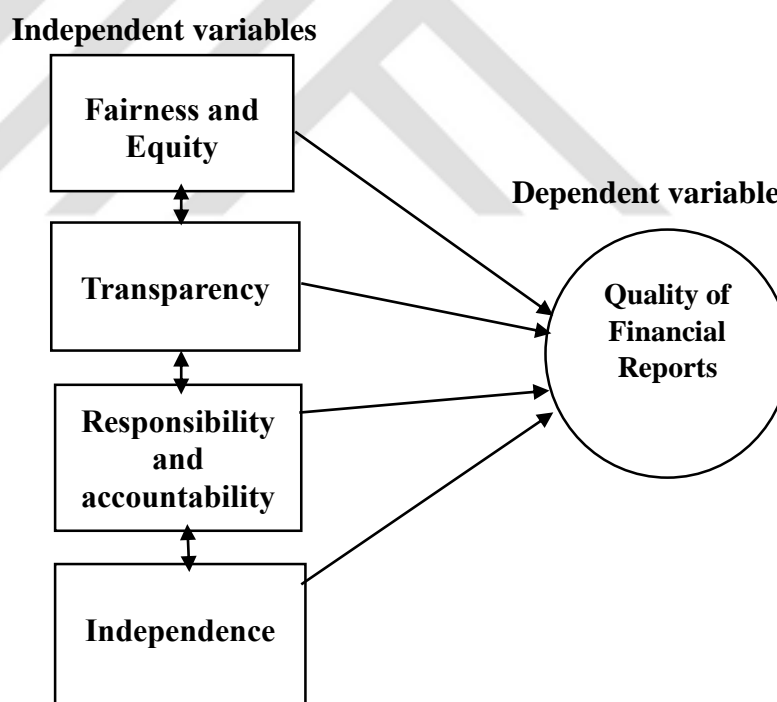 Independent variables
Fairness and
Equity
Dependent variable
Transparency
Quality of
Financial
Reports
Responsibility
and
accountability
Independence